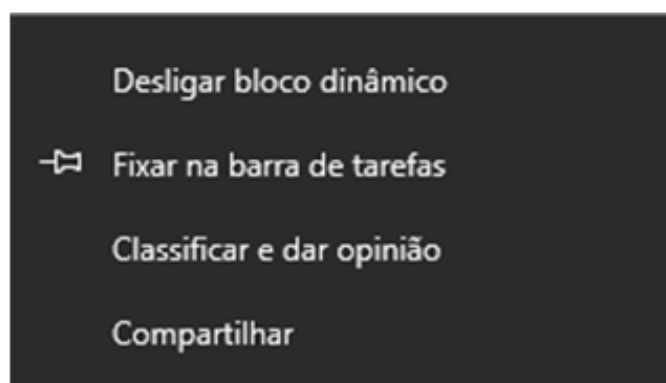 Desligar bloco dinâmico
Fixar na barra de tarefas
Classificar e dar opinião
Compartilhar